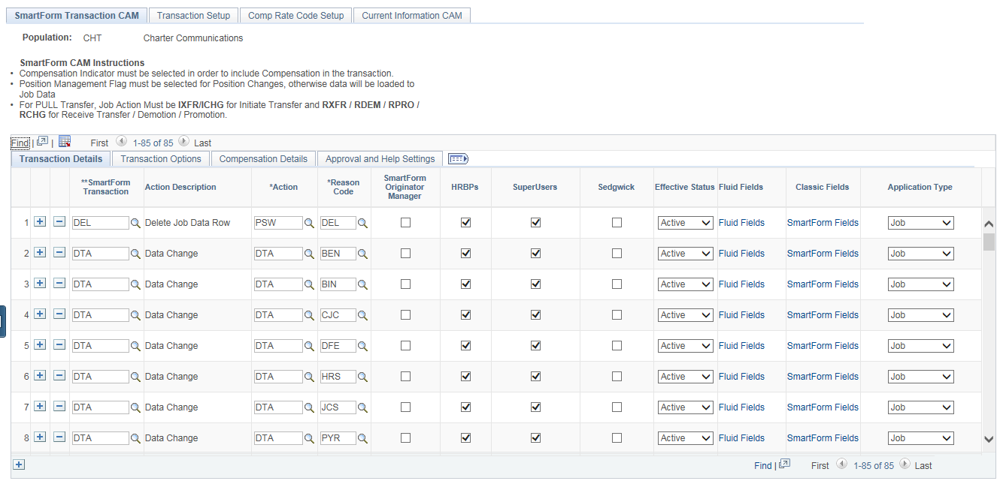 SmartForm Transaction CAM Transaction Setup Comp Rate Code Setup Current Information CAM
Population: CHT Charter Communications
SmartForm CAM Instructions
• Compensation Indicator must be selected in order to include Compensation in the transaction.
• Position Management Flag must be selected for Position Changes, otherwise data will be loaded to
Job Data
• For PULL Transfer, Job Action Must be IXFR/ICHG for Initiate Transfer and RXFR / RDEM / RPRO /
RCHG for Receive Transfer / Demotion / Promotion.
Find | | First 1-85 of 85 Last
Transaction Details Transaction Options Compensation Details Approval and Help Settings
**SmartForm Transaction Action Description *Action *Reason Code SmartForm Originator Manager HRBPs SuperUsers Sedgwick Effective Status Fluid Fields Classic Fields Application Type
1 DEL Delete Job Data Row PSW DEL Active Fluid Fields SmartForm Fields Job
2 DTA Data Change DTA BEN Active Fluid Fields SmartForm Fields Job
3 DTA Data Change DTA BIN Active Fluid Fields SmartForm Fields Job
4 DTA Data Change DTA CJC Active Fluid Fields SmartForm Fields Job
5 DTA Data Change DTA DFE Active Fluid Fields SmartForm Fields Job
6 DTA Data Change DTA HRS Active Fluid Fields SmartForm Fields Job
7 DTA Data Change DTA JCS Active Fluid Fields SmartForm Fields Job
8 DTA Data Change DTA PYR Active Fluid Fields SmartForm Fields Job
Find | First 1-85 of 85 Last